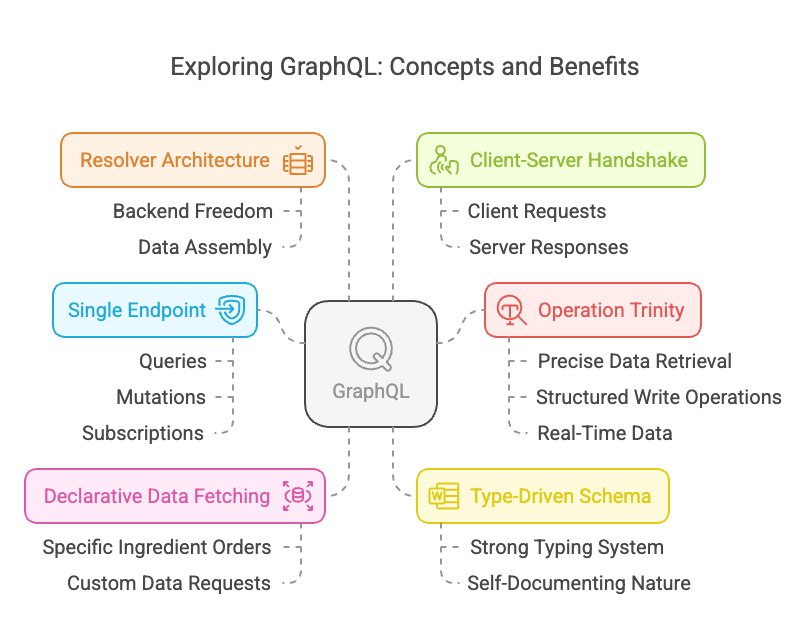 Exploring GraphQL: Concepts and Benefits
Resolver Architecture
Backend Freedom
Data Assembly
Client-Server Handshake
Client Requests
Server Responses
Single Endpoint
Queries
Mutations
Subscriptions
GraphQL
Operation Trinity
Precise Data Retrieval
Structured Write Operations
Real-Time Data
Declarative Data Fetching
Specific Ingredient Orders
Custom Data Requests
Type-Driven Schema
Strong Typing System
Self-Documenting Nature